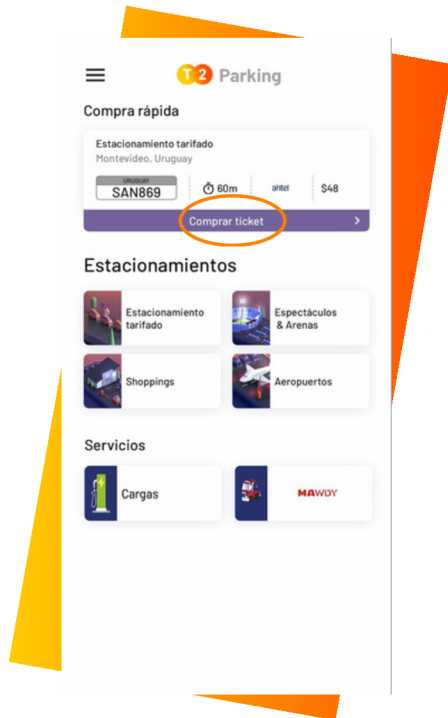 T2 Parking
Compra rápida
Estacionamiento tarifado
Montevideo, Uruguay
URUGUAY
SAN869
60m
antel
$48
Comprar ticket
Estacionamientos
Estacionamiento
tarifado
Espectáculos
& Arenas
Shoppings
Aeropuertos
Servicios
Cargas
MAWDY